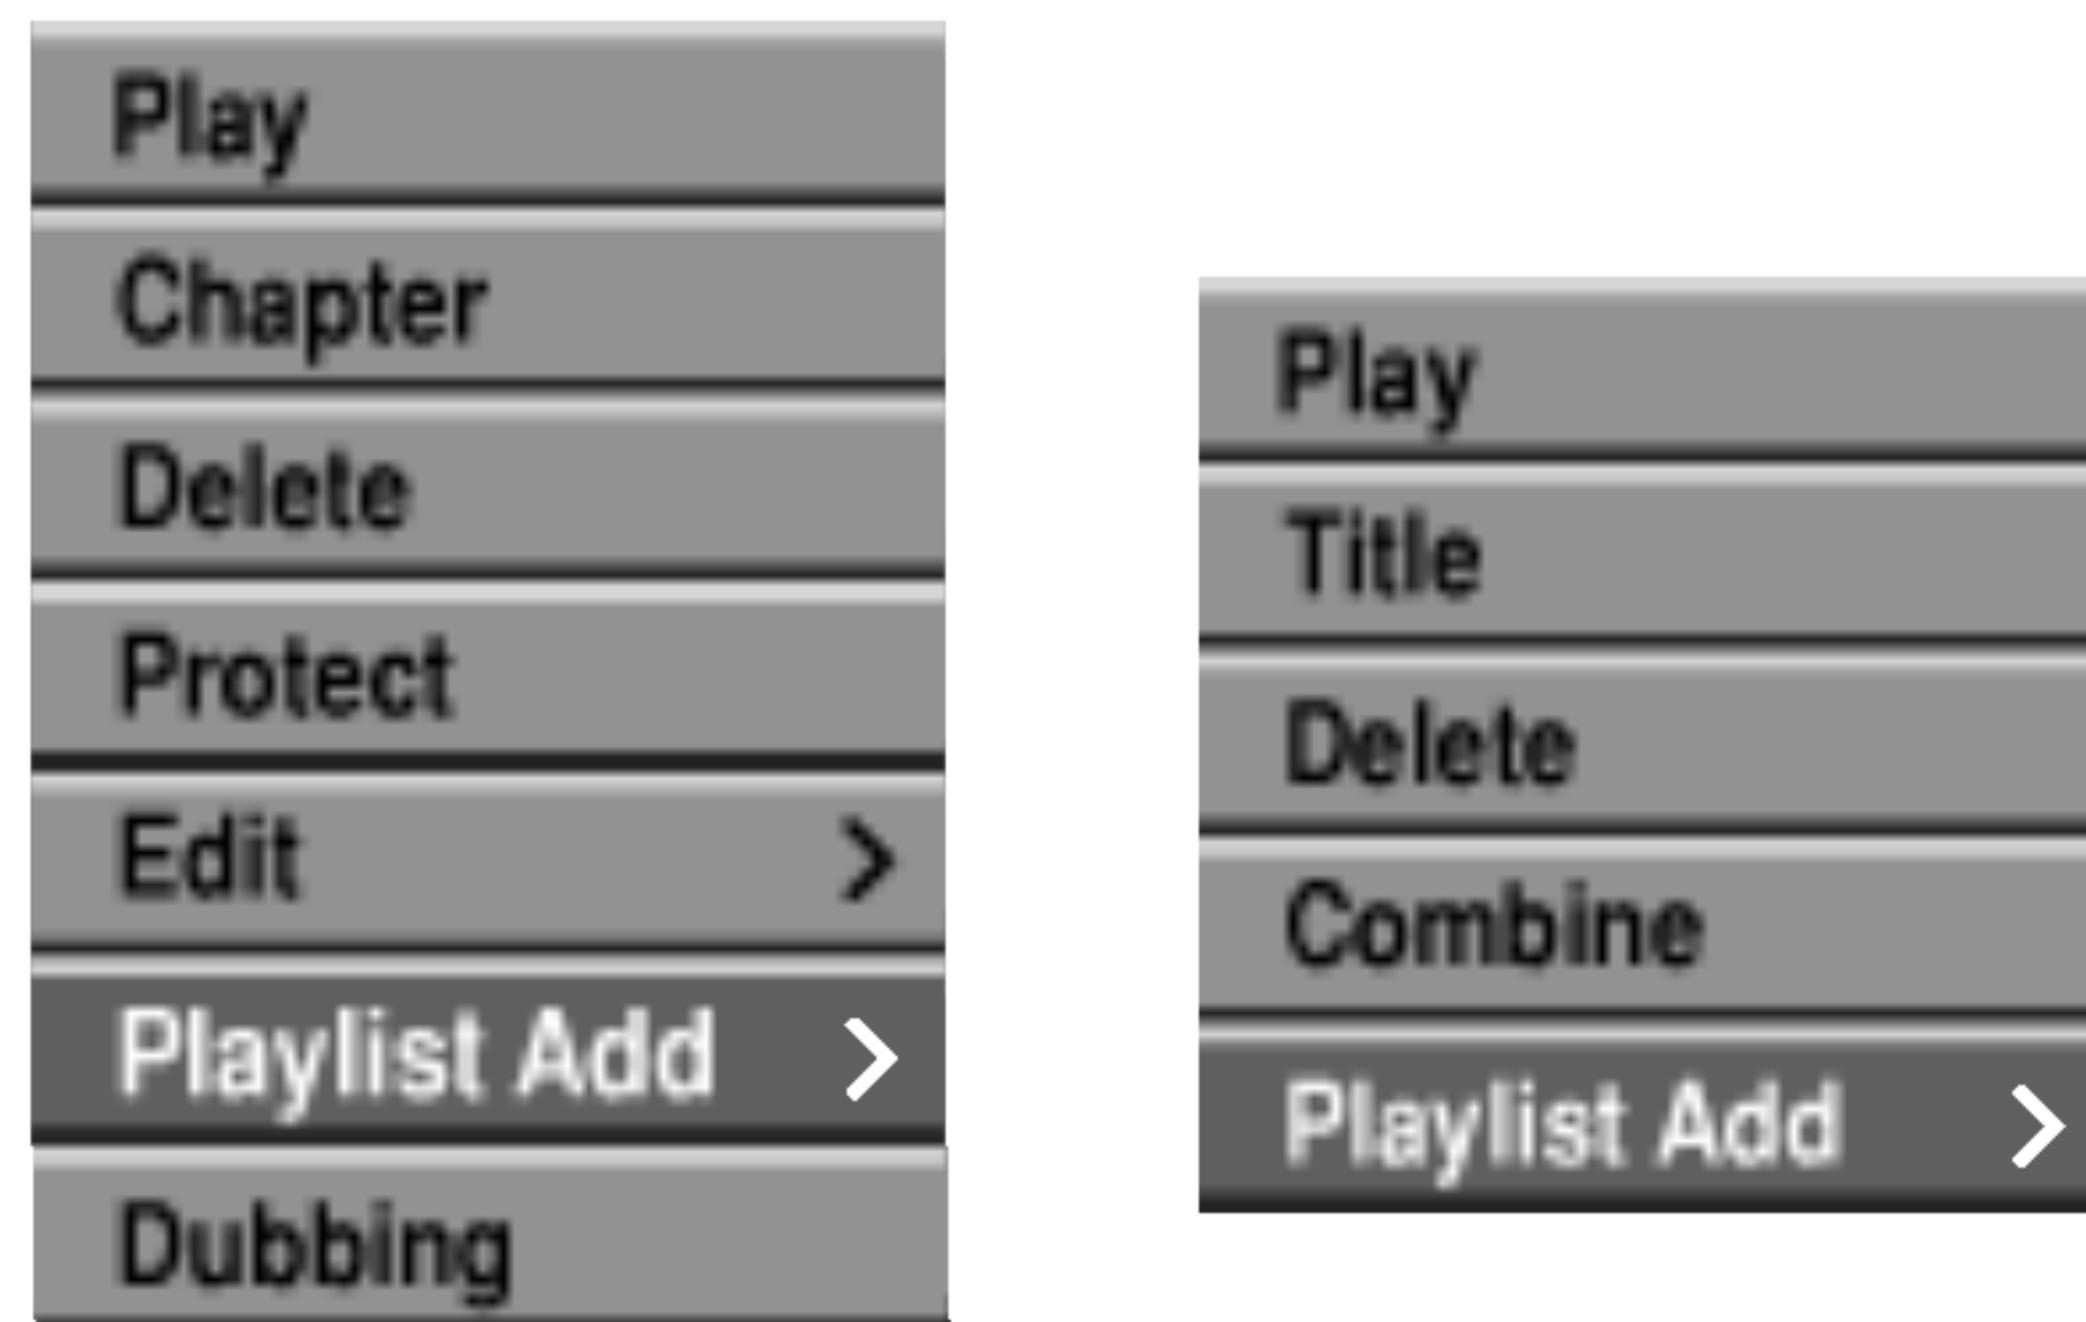 Play
Chapter
Delete
Protect
Edit >
Playlist Add >
Dubbing
Play
Title
Delete
Combine
Playlist Add >